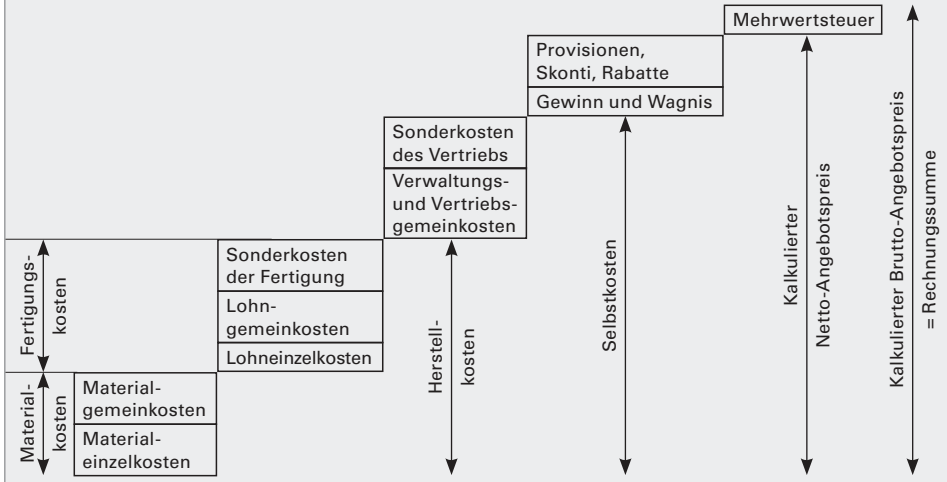 Mehrwertsteuer
Provisionen,
Skonti, Rabatte
Gewinn und Wagnis
Sonderkosten
des Vertriebs
Verwaltungs-
und Vertriebs-
gemeinkosten
Sonderkosten
der Fertigung
Lohn-
gemeinkosten
Lohneinzelkosten
Material-
gemeinkosten
Material-
einzelkosten
Fertigungs-
kosten
Material-
kosten
Herstell-
kosten
Selbstkosten
Kalkulierter
Netto-Angebotspreis
Kalkulierter Brutto-Angebotspreis
= Rechnungssumme